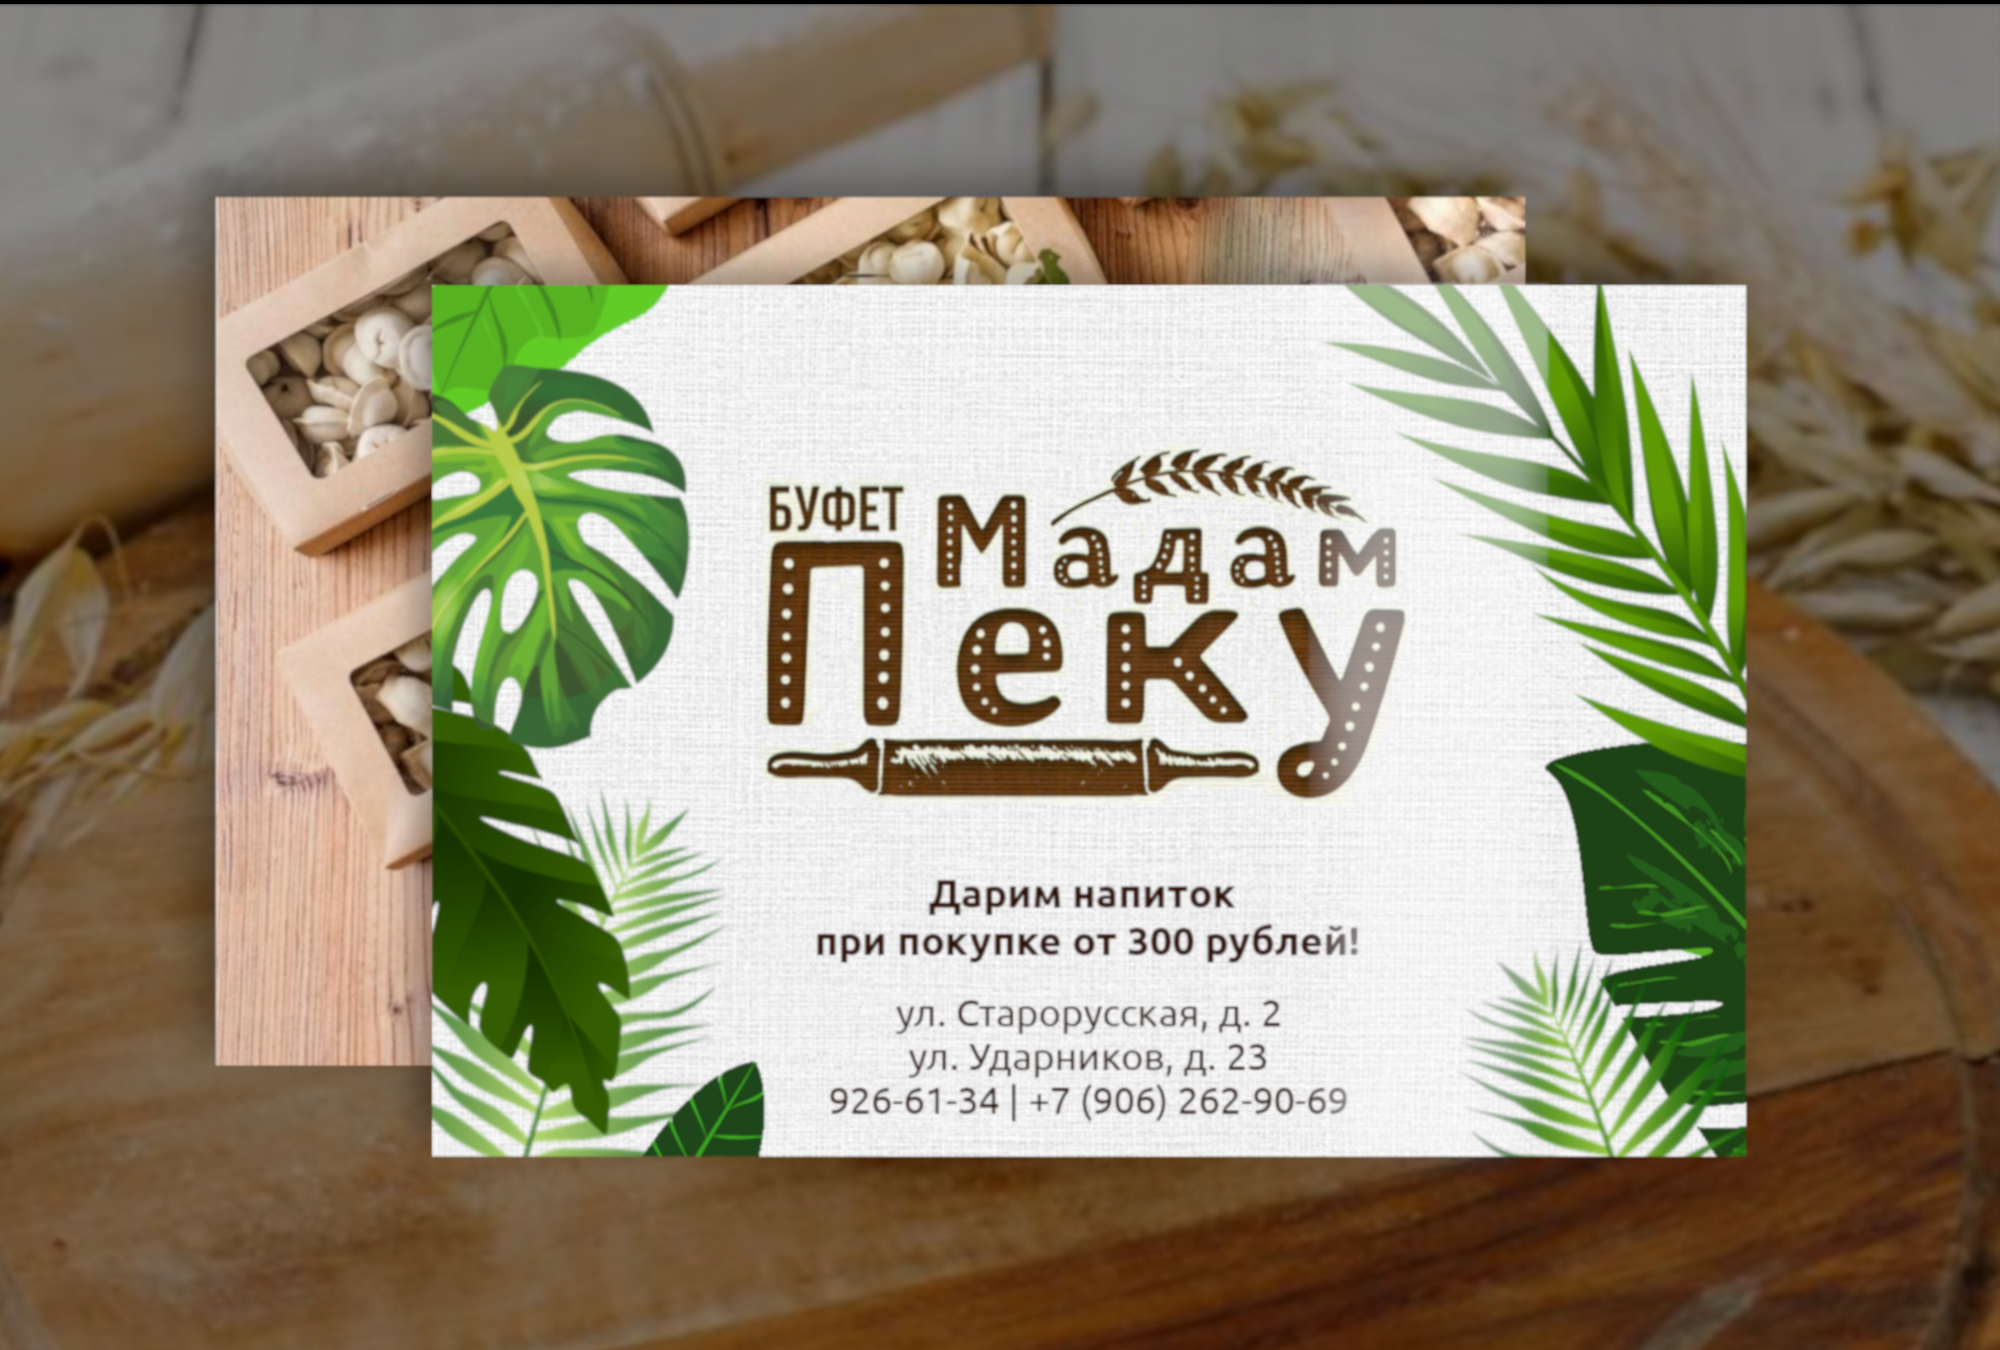 БУФЕТ
Мадам
Пеку
Дарим напиток
при покупке от 300 рублей!
ул. Старорусская, д. 2
ул. Ударников, д. 23
926-61-34 | +7 (906) 262-90-69